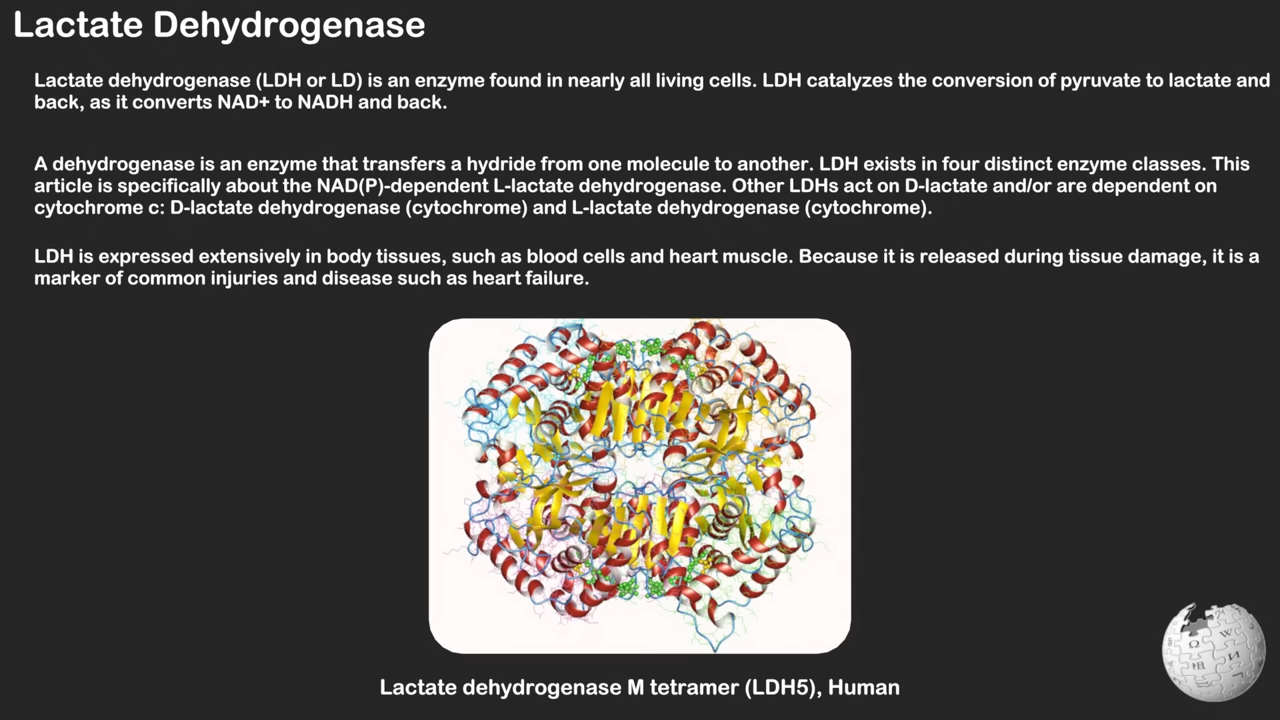 Lactate Dehydrogenase
Lactate dehydrogenase (LDH or LD) is an enzyme found in nearly all living cells. LDH catalyzes the conversion of pyruvate to lactate and
back, as it converts NAD+ to NADH and back.
A dehydrogenase is an enzyme that transfers a hydride from one molecule to another. LDH exists in four distinct enzyme classes. This
article is specifically about the NAD(P)-dependent L-lactate dehydrogenase. Other LDHs act on D-lactate and/or are dependent on
cytochrome c: D-lactate dehydrogenase (cytochrome) and L-lactate dehydrogenase (cytochrome).
LDH is expressed extensively in body tissues, such as blood cells and heart muscle. Because it is released during tissue damage, it is a
marker of common injuries and disease such as heart failure.
Ω W
祖 И
Lactate dehydrogenase M tetramer (LDH5), Human